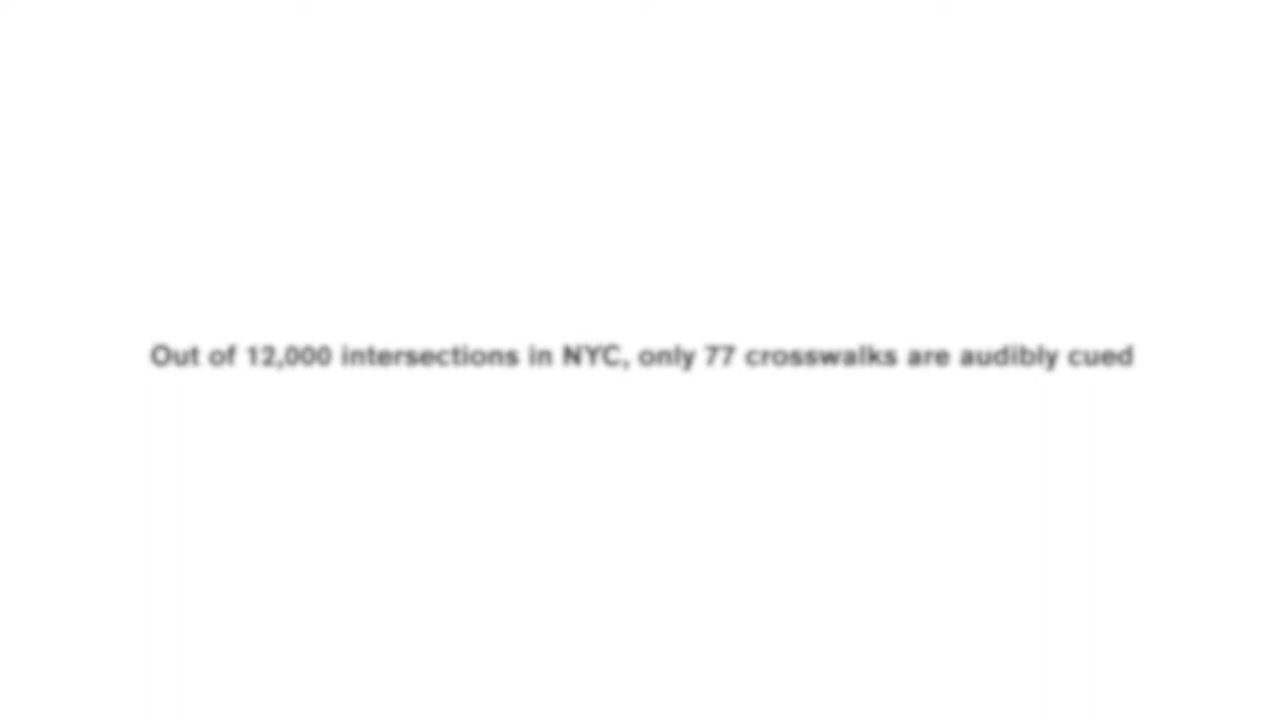 Out of 12,000 intersections in NYC, only 77 crosswalks are audibly cued